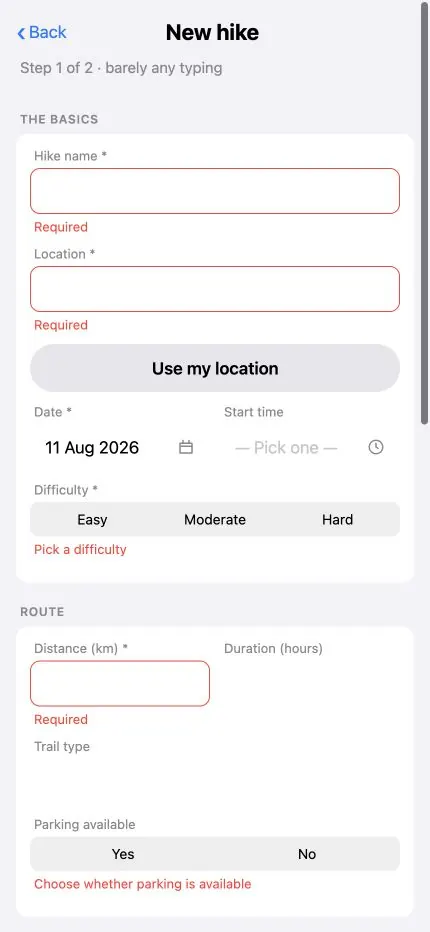 Back
New hike
Step 1 of 2 · barely any typing
THE BASICS
Hike name *
Required
Location *
Required
Use my location
Date *
Start time
11 Aug 2026
— Pick one —
Difficulty *
Easy
Moderate
Hard
Pick a difficulty
ROUTE
Distance (km) *
Duration (hours)
Required
Trail type
Parking available
Yes
No
Choose whether parking is available